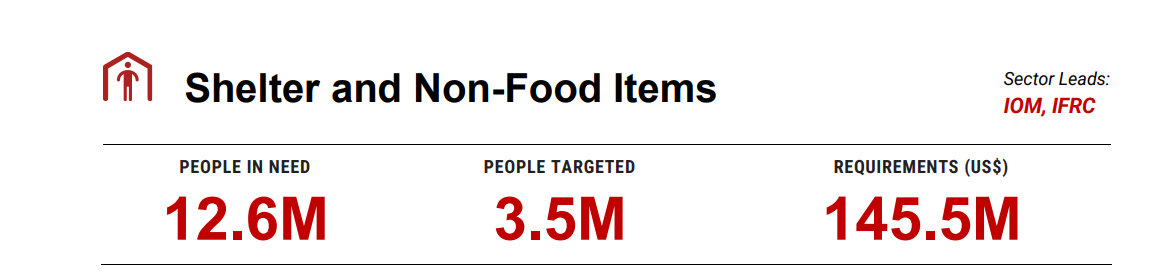 Shelter and Non-Food Items
Sector Leads:
IOM, IFRC
PEOPLE IN NEED
12.6M
PEOPLE TARGETED
3.5M
REQUIREMENTS (US$)
145.5M